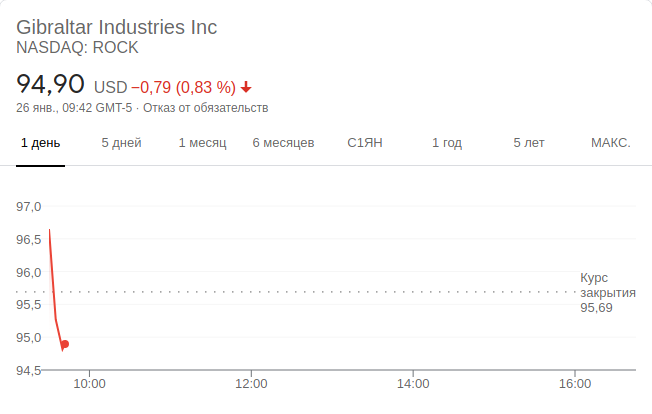 Gibraltar Industries Inc
NASDAQ: ROCK
94,90 USD −0,79 (0,83 %)
26 янв., 09:42 GMT-5 · Отказ от обязательств
1 день 5 дней 1 месяц 6 месяцев С1ЯН 1 год 5 лет МАКС.
97,0
96,5
96,0
Курс
закрытия
95,69
95,5
95,0
94,5
10:00 12:00 14:00 16:00